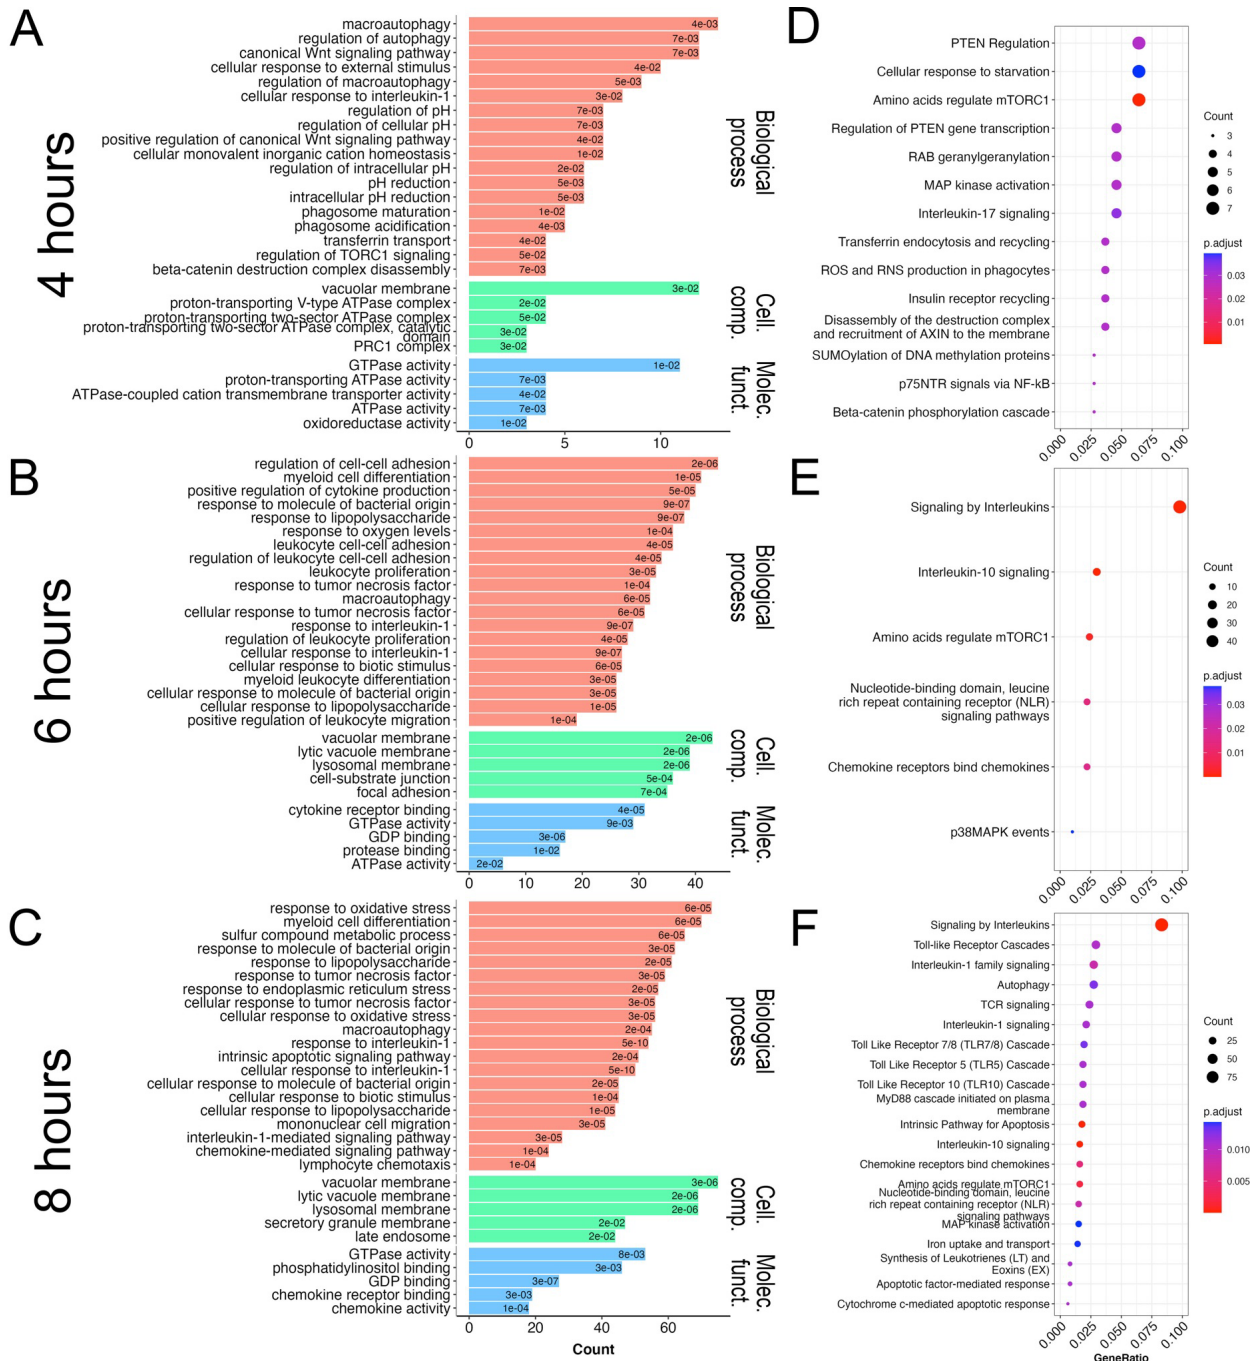 A
4 hours
macroautophagy 4e-03
regulation of autophagy 7e-03
canonical Wnt signaling pathway 7e-03
cellular response to external stimulus 4e-02
regulation of macroautophagy 5e-03
cellular response to interleukin-1 3e-02
regulation of pH 7e-03
regulation of cellular pH 7e-03
positive regulation of canonical Wnt signaling pathway 4e-02
cellular monovalent inorganic cation homeostasis 1e-02
regulation of intracellular pH 2e-02
pH reduction 5e-03
intracellular pH reduction 5e-03
phagosome maturation 1e-02
phagosome acidification 4e-03
transferrin transport 4e-02
regulation of TORC1 signaling 5e-02
beta-catenin destruction complex disassembly 7e-03
Biological
process
vacuolar membrane 3e-02
proton-transporting V-type ATPase complex 2e-02
proton-transporting two-sector ATPase complex 5e-02
proton-transporting two-sector ATPase complex, catalytic
domain 3e-02
PRC1 complex 3e-02
Cell.
comp.
GTPase activity 1e-02
proton-transporting ATPase activity 7e-03
ATPase-coupled cation transmembrane transporter activity 4e-02
ATPase activity 7e-03
oxidoreductase activity 1e-02
Molec.
funct.
0 5 10
D
PTEN Regulation
Cellular response to starvation
Amino acids regulate mTORC1
Regulation of PTEN gene transcription
RAB geranylgeranylation
MAP kinase activation
Interleukin-17 signaling
Transferrin endocytosis and recycling
ROS and RNS production in phagocytes
Insulin receptor recycling
Disassembly of the destruction complex
and recruitment of AXIN to the membrane
SUMOylation of DNA methylation proteins
p75NTR signals via NF-kB
Beta-catenin phosphorylation cascade
0.000 0.025 0.050 0.075 0.100
Count
3
4
5
6
7
p.adjust
0.03
0.02
0.01
B
6 hours
regulation of cell-cell adhesion 2e-06
myeloid cell differentiation 1e-05
positive regulation of cytokine production 5e-05
response to molecule of bacterial origin 9e-07
response to lipopolysaccharide 9e-07
response to oxygen levels 1e-04
leukocyte cell-cell adhesion 4e-05
regulation of leukocyte cell-cell adhesion 4e-05
leukocyte proliferation 3e-05
response to tumor necrosis factor 1e-04
macroautophagy 6e-05
cellular response to tumor necrosis factor 6e-05
response to interleukin-1 9e-07
regulation of leukocyte proliferation 4e-05
cellular response to interleukin-1 9e-07
cellular response to biotic stimulus 6e-05
myeloid leukocyte differentiation 3e-05
cellular response to molecule of bacterial origin 3e-05
cellular response to lipopolysaccharide 1e-05
positive regulation of leukocyte migration 1e-04
Biological
process
vacuolar membrane 2e-06
lytic vacuole membrane 2e-06
lysosomal membrane 2e-06
cell-substrate junction 5e-04
focal adhesion 7e-04
Cell.
comp.
cytokine receptor binding 4e-05
GTPase activity 9e-03
GDP binding 3e-06
protease binding 1e-02
ATPase activity 2e-02
Molec.
funct.
0 10 20 30 40
E
Signaling by Interleukins
Interleukin-10 signaling
Amino acids regulate mTORC1
Nucleotide-binding domain, leucine
rich repeat containing receptor (NLR)
signaling pathways
Chemokine receptors bind chemokines
p38MAPK events
0.000 0.025 0.050 0.075 0.100
Count
10
20
30
40
p.adjust
0.03
0.02
0.01
C
8 hours
response to oxidative stress 6e-05
myeloid cell differentiation 6e-05
sulfur compound metabolic process 6e-05
response to molecule of bacterial origin 3e-05
response to lipopolysaccharide 2e-05
response to tumor necrosis factor 3e-05
response to endoplasmic reticulum stress 2e-05
cellular response to tumor necrosis factor 3e-05
cellular response to oxidative stress 3e-05
macroautophagy 2e-04
response to interleukin-1 5e-10
intrinsic apoptotic signaling pathway 2e-04
cellular response to interleukin-1 5e-10
cellular response to molecule of bacterial origin 2e-05
cellular response to biotic stimulus 1e-04
cellular response to lipopolysaccharide 1e-05
mononuclear cell migration 3e-05
interleukin-1-mediated signaling pathway 3e-05
chemokine-mediated signaling pathway 1e-04
lymphocyte chemotaxis 1e-04
Biological
process
vacuolar membrane 3e-06
lytic vacuole membrane 2e-06
lysosomal membrane 2e-06
secretory granule membrane 2e-02
late endosome 2e-02
Cell.
comp.
GTPase activity 8e-03
phosphatidylinositol binding 3e-03
GDP binding 3e-07
chemokine receptor binding 3e-03
chemokine activity 1e-04
Molec.
funct.
0 20 40 60
Count
F
Signaling by Interleukins
Toll-like Receptor Cascades
Interleukin-1 family signaling
Autophagy
TCR signaling
Interleukin-1 signaling
Toll Like Receptor 7/8 (TLR7/8) Cascade
Toll Like Receptor 5 (TLR5) Cascade
Toll Like Receptor 10 (TLR10) Cascade
MyD88 cascade initiated on plasma
membrane
Intrinsic Pathway for Apoptosis
Interleukin-10 signaling
Chemokine receptors bind chemokines
Amino acids regulate mTORC1
Nucleotide-binding domain, leucine
rich repeat containing receptor (NLR)
signaling pathways
MAP kinase activation
Iron uptake and transport
Synthesis of Leukotrienes (LT) and
Eoxins (EX)
Apoptotic factor-mediated response
Cytochrome c-mediated apoptotic response
0.000 0.025 0.050 0.075 0.100
GeneRatio
Count
25
50
75
p.adjust
0.010
0.005